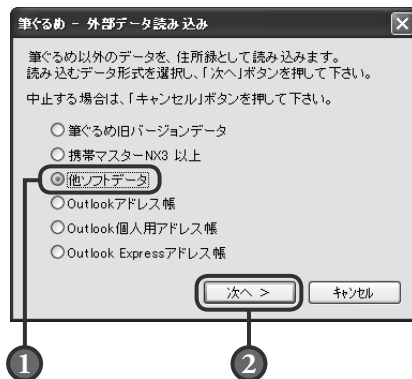 筆ぐるめ - 外部データ読み込み
筆ぐるめ以外のデータを、住所録として読み込みます。
読み込むデータ形式を選択し、「次へ」ボタンを押して下さい。
中止する場合は、「キャンセル」ボタンを押して下さい。
筆ぐるめ旧バージョンデータ
携帯マスターNX3 以上
他ソフトデータ
Outlookアドレス帳
Outlook個人用アドレス帳
Outlook Expressアドレス帳
次へ >
キャンセル
1
2